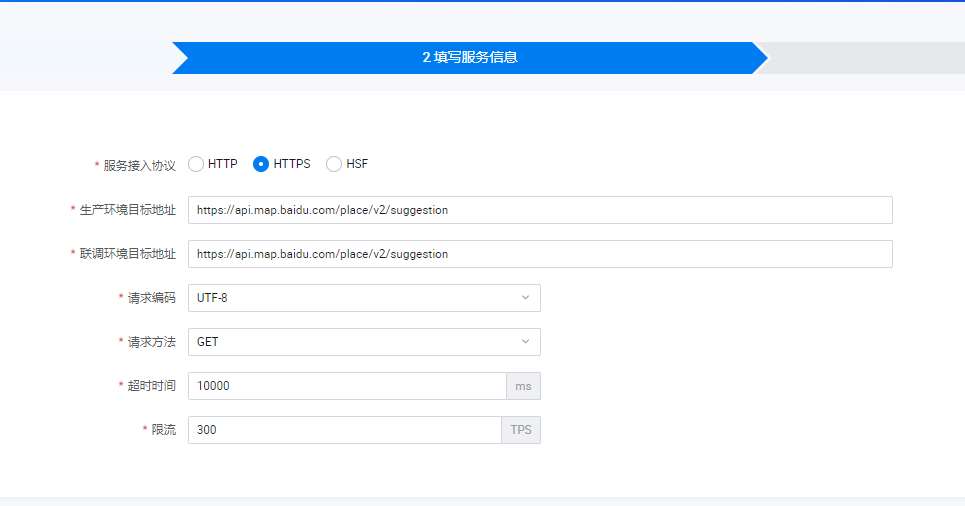 2 填写服务信息
* 服务接入协议 HTTP HTTPS HSF
* 生产环境目标地址 https://api.map.baidu.com/place/v2/suggestion
* 联调环境目标地址 https://api.map.baidu.com/place/v2/suggestion
* 请求编码 UTF-8
* 请求方法 GET
* 超时时间 10000 ms
* 限流 300 TPS